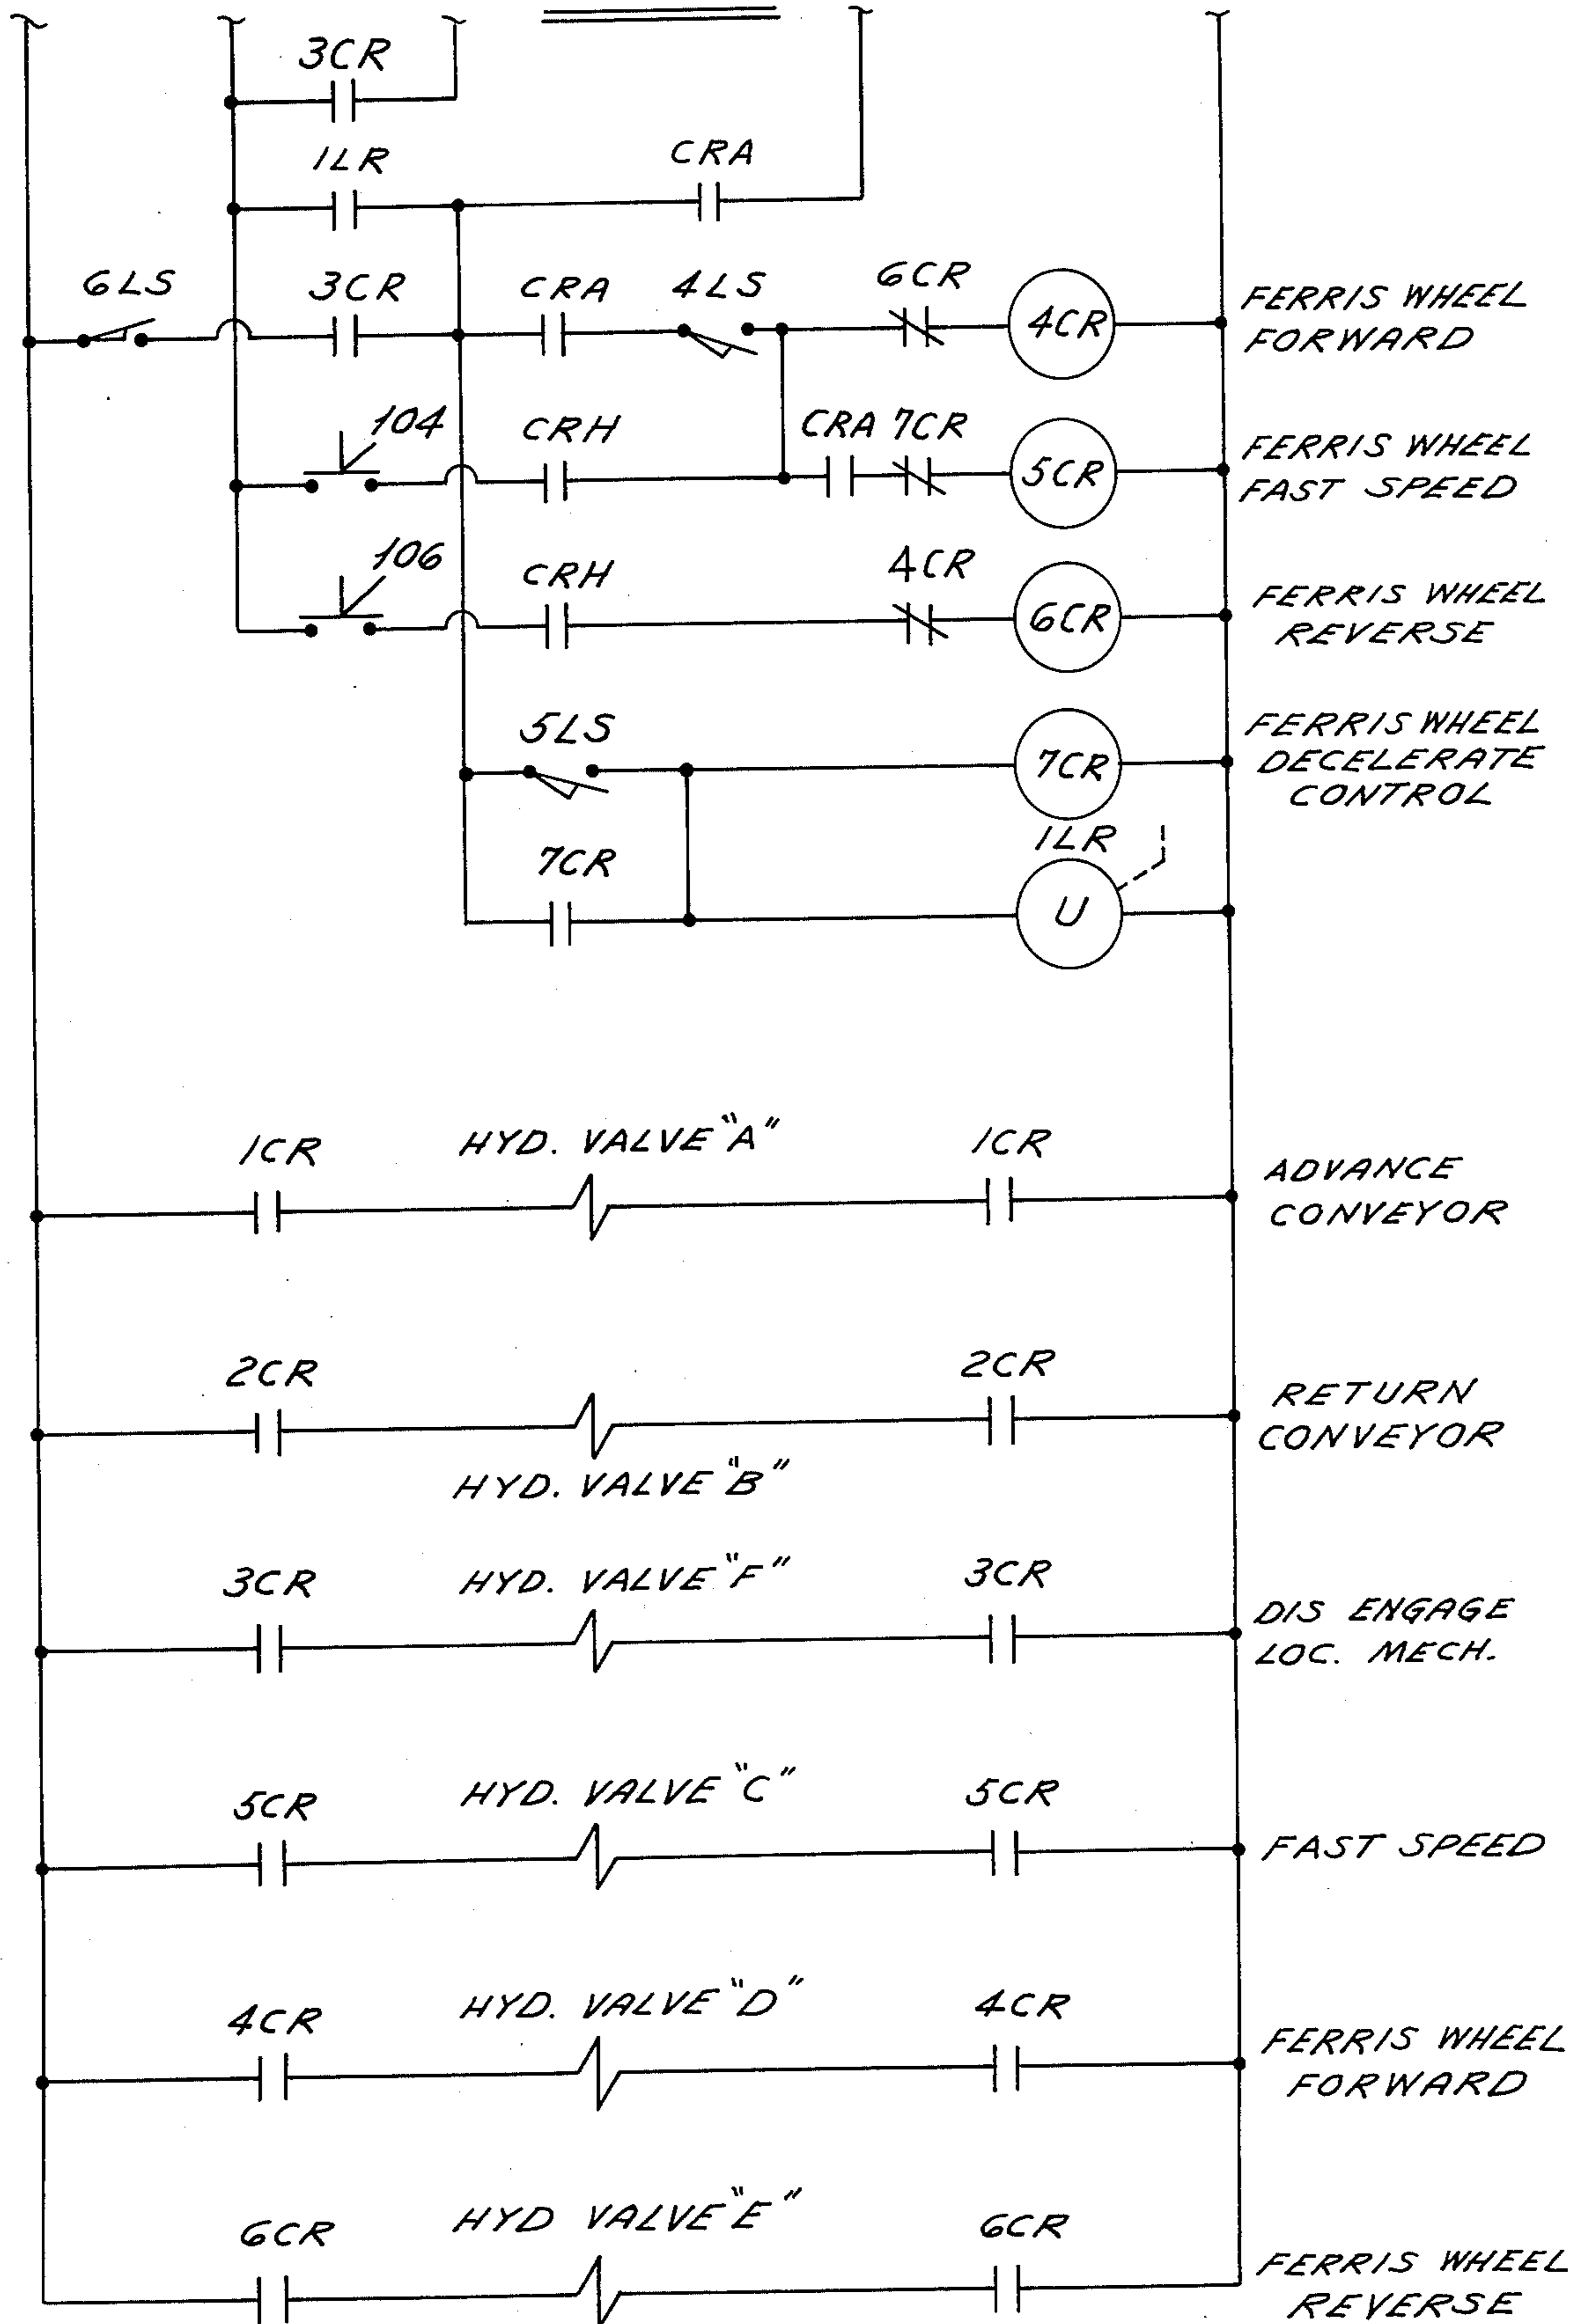 3CR
1LR CRA
6LS 3CR CRA 4LS 6CR 4CR FERRIS WHEEL
FORWARD
104 CRH CRA 7CR 5CR FERRIS WHEEL
FAST SPEED
106 CRH 4CR 6CR FERRIS WHEEL
REVERSE
5LS 7CR FERRIS WHEEL
DECELERATE
CONTROL
1LR
7CR U
1CR HYD. VALVE "A" 1CR ADVANCE
CONVEYOR
2CR 2CR RETURN
CONVEYOR
HYD. VALVE "B"
3CR HYD. VALVE "F" 3CR DIS ENGAGE
LOC. MECH.
5CR HYD. VALVE "C" 5CR FAST SPEED
4CR HYD. VALVE "D" 4CR FERRIS WHEEL
FORWARD
6CR HYD VALVE "E" 6CR FERRIS WHEEL
REVERSE